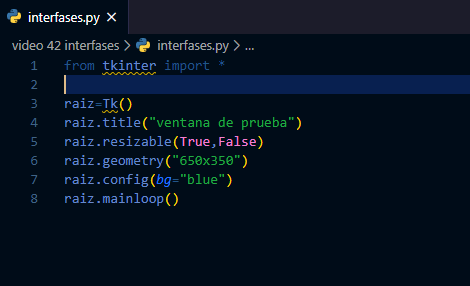 interfases.py
video 42 interfases > interfases.py > ...
1 from tkinter import *
2
3 raiz=Tk()
4 raiz.title("ventana de prueba")
5 raiz.resizable(True,False)
6 raiz.geometry("650x350")
7 raiz.config(bg="blue")
8 raiz.mainloop()